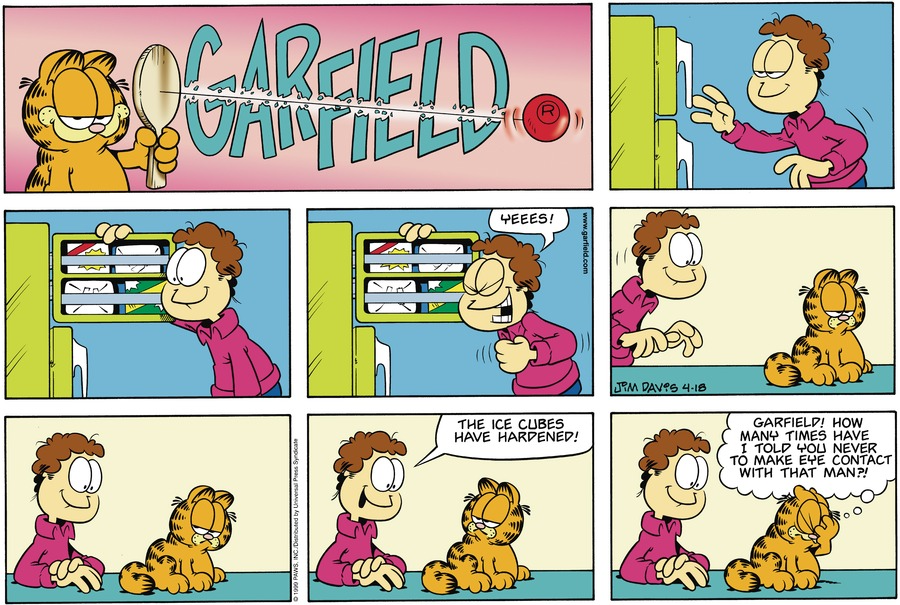 GARFIELD
R
YEEES!
www.garfield.com
JIM DAVIS 4-18
© 1999 PAWS, INC./Distributed by Universal Press Syndicate
THE ICE CUBES
HAVE HARDENED!
GARFIELD! HOW
MANY TIMES HAVE
I TOLD YOU NEVER
TO MAKE EYE CONTACT
WITH THAT MAN?!